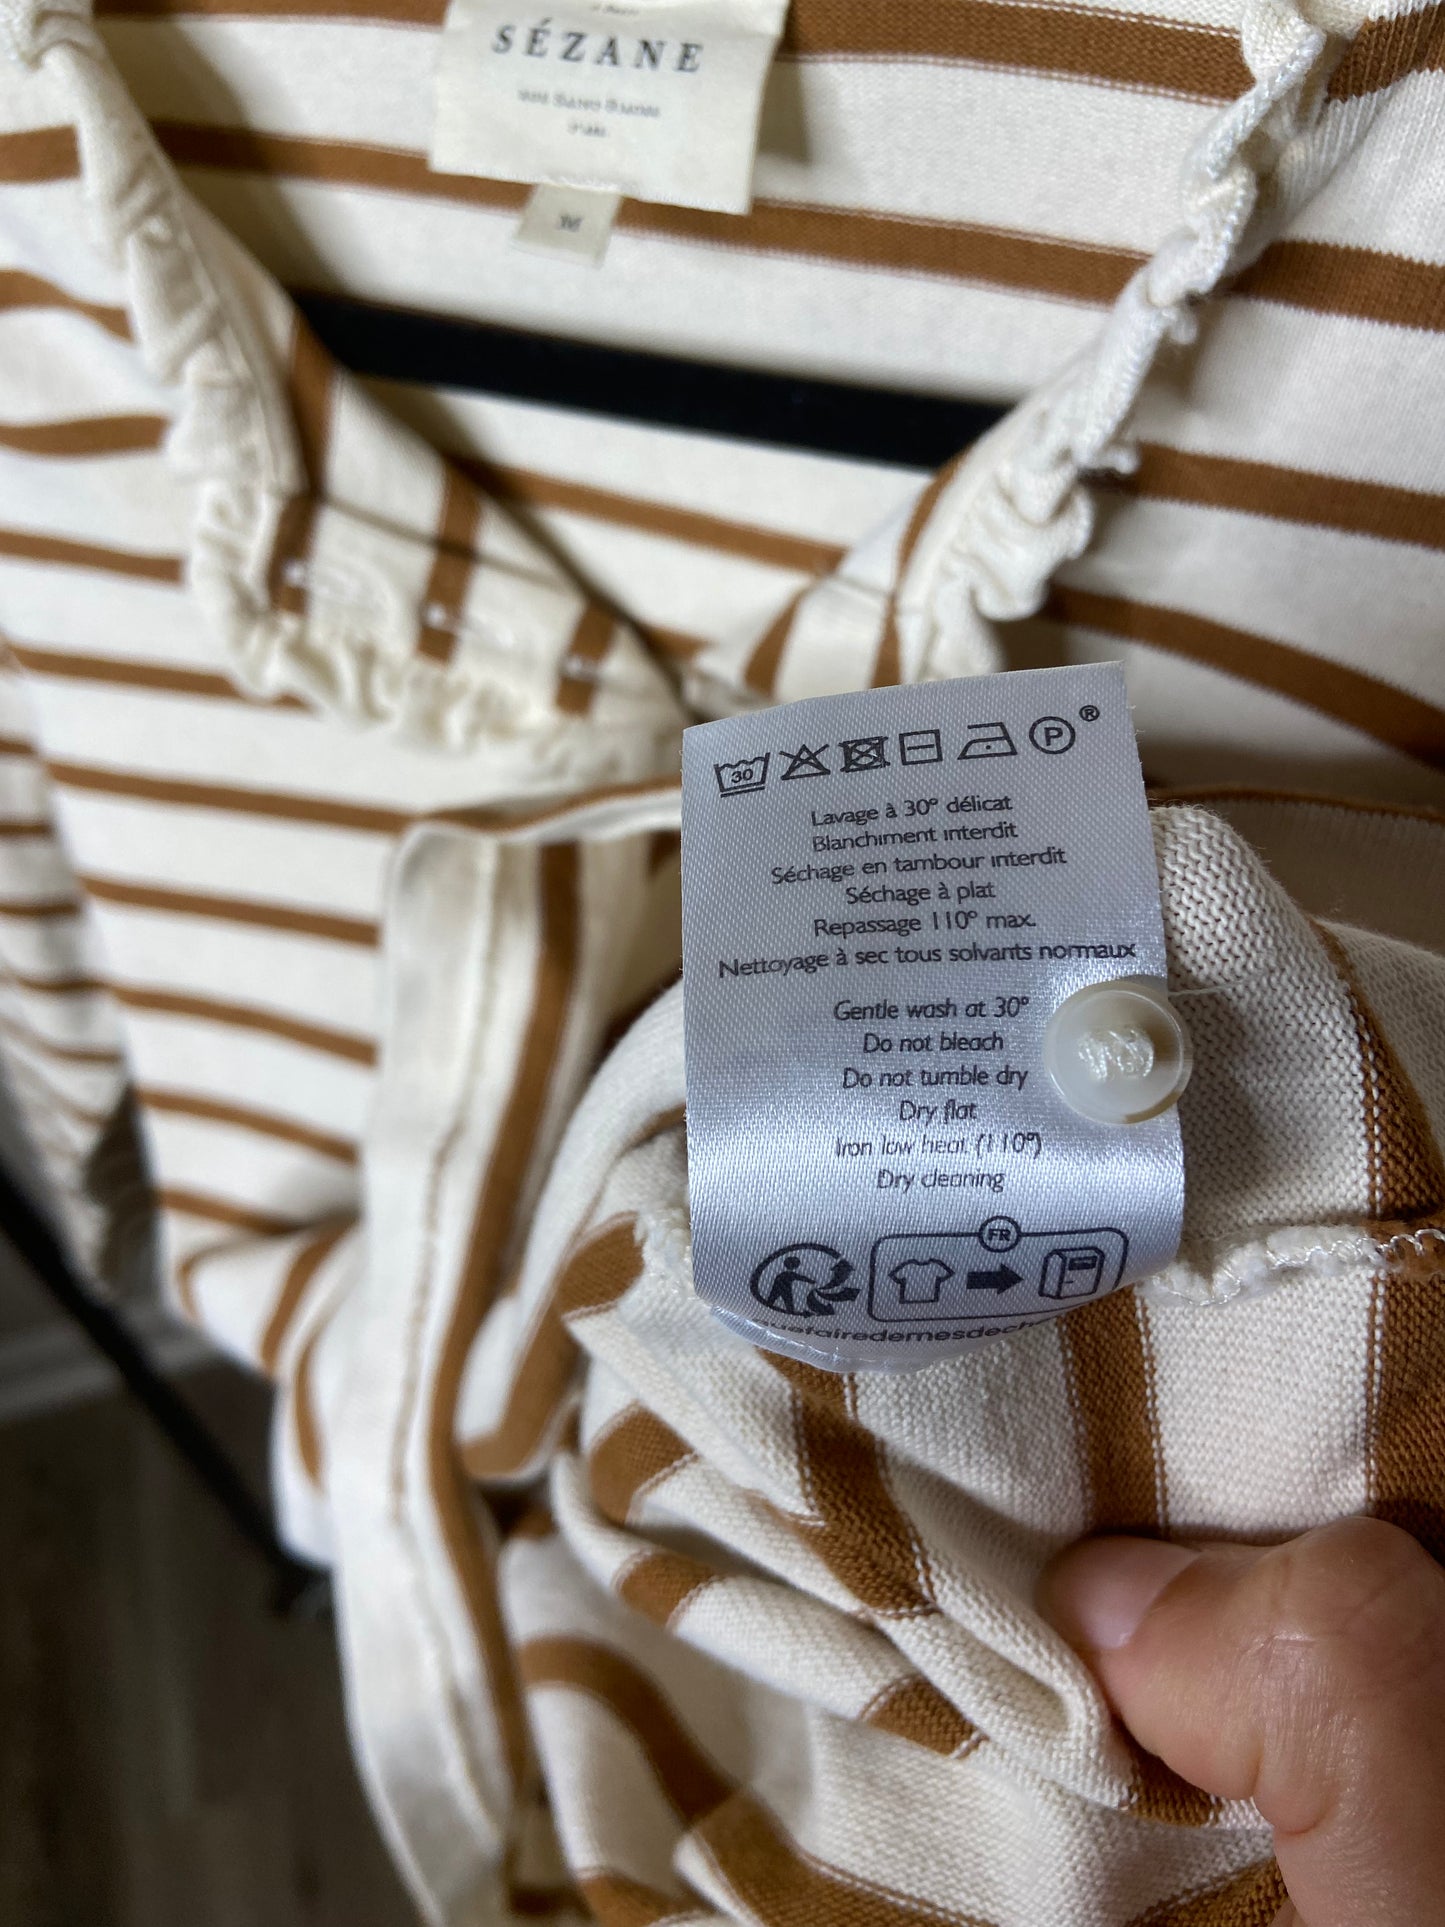 SÉZANE
M
30
P
®
Lavage à 30° délicat
Blanchiment interdit
Séchage en tambour interdit
Séchage à plat
Repassage 110° max.
Nettoyage à sec tous solvants normaux
Gentle wash at 30°
Do not bleach
Do not tumble dry
Dry flat
Iron low heat (110°)
Dry cleaning
FR